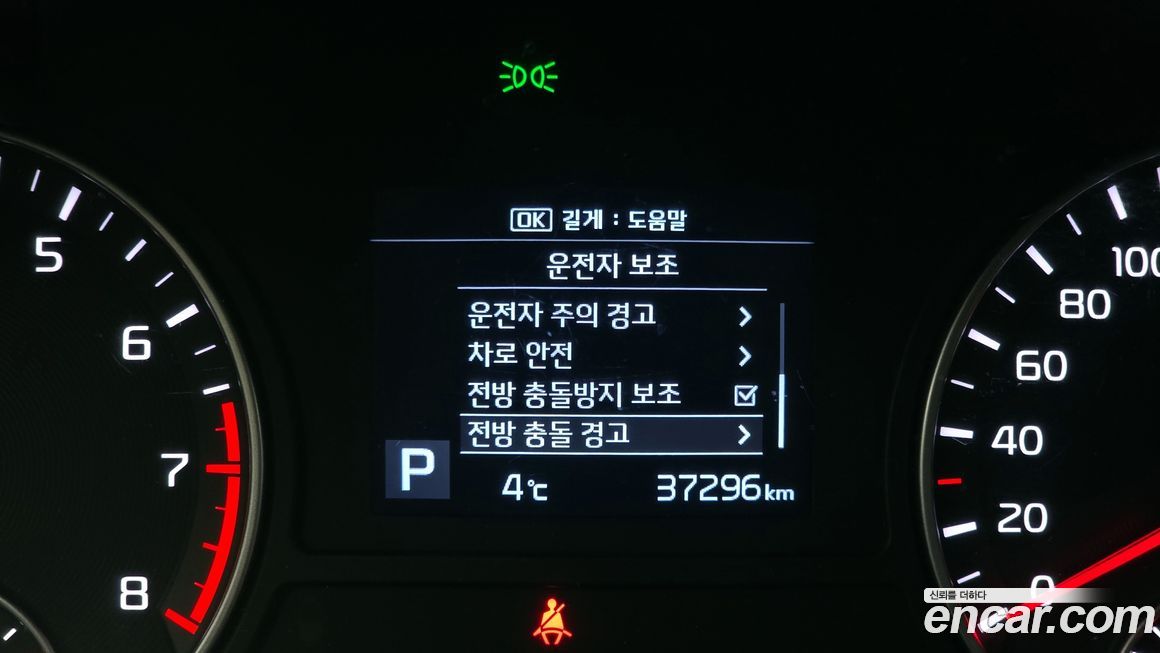 OK 길게 : 도움말
운전자 보조
운전자 주의 경고
차로 안전
전방 충돌방지 보조
전방 충돌 경고
P
4℃
37296 km
5
6
7
8
100
80
60
40
20
0
신뢰를 더하다
encar.com